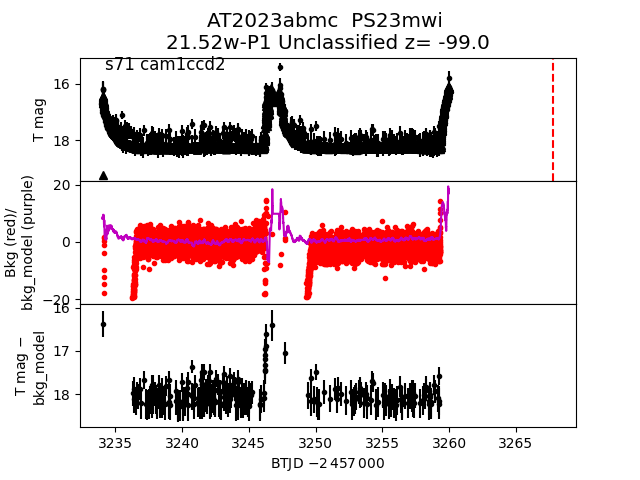 AT2023abmc PS23mwi
21.52w-P1 Unclassified z= -99.0
s71 cam1ccd2
T mag
16
18
Bkg (red)/
bkg_model (purple)
20
0
−20
T mag −
bkg_model
16
17
18
3235 3240 3245 3250 3255 3260 3265
BTJD −2 457 000